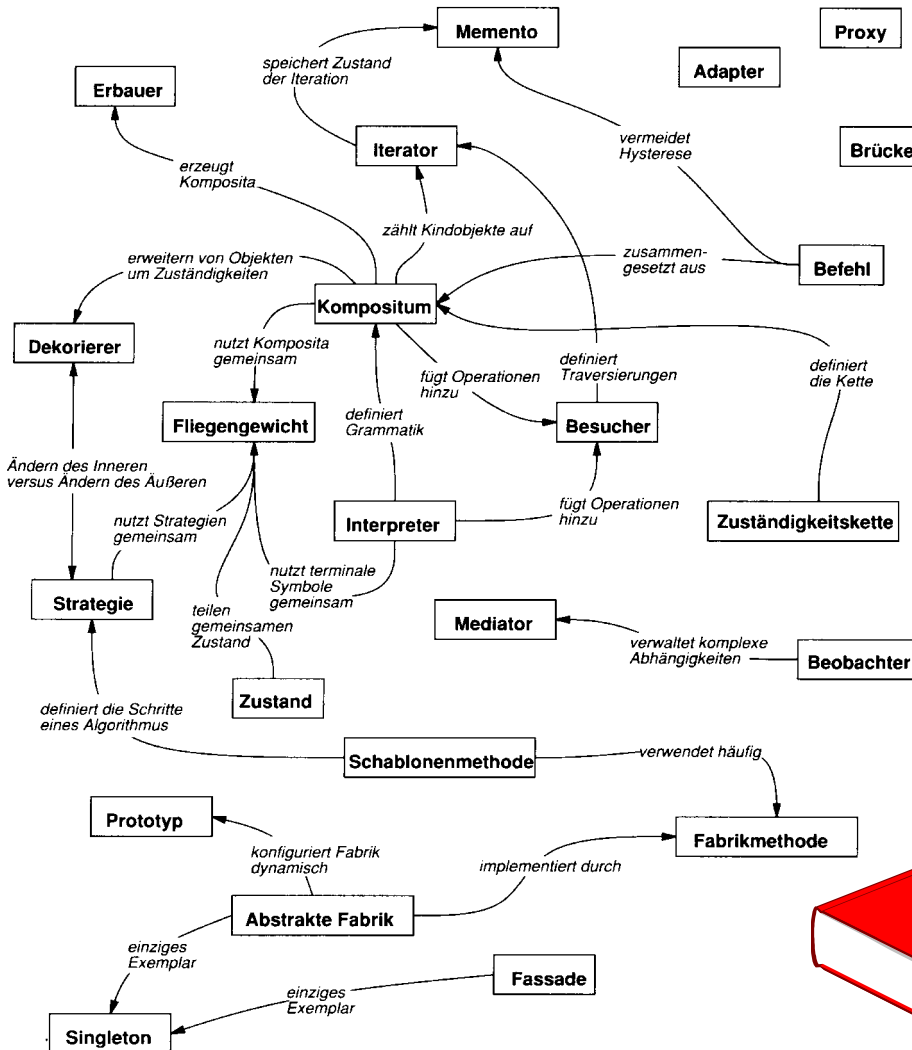 Memento
Proxy
Adapter
speichert Zustand
der Iteration
Erbauer
vermeidet
Hysterese
Iterator
Brücke
erzeugt
Komposita
zählt Kindobjekte auf
erweitern von Objekten
um Zuständigkeiten
zusammen-
gesetzt aus
Befehl
Kompositum
Dekorierer
nutzt Komposita
gemeinsam
fügt Operationen
hinzu
definiert
Traversierungen
definiert
die Kette
Fliegengewicht
definiert
Grammatik
Besucher
Ändern des Inneren
versus Ändern des Äußeren
nutzt Strategien
gemeinsam
Interpreter
fügt Operationen
hinzu
Zuständigkeitskette
nutzt terminale
Symbole
gemeinsam
Strategie
teilen
gemeinsamen
Zustand
Mediator
verwaltet komplexe
Abhängigkeiten
Beobachter
Zustand
definiert die Schritte
eines Algorithmus
Schablonenmethode
verwendet häufig
Prototyp
Fabrikmethode
konfiguriert Fabrik
dynamisch
implementiert durch
Abstrakte Fabrik
einziges
Exemplar
Fassade
einziges
Exemplar
Singleton